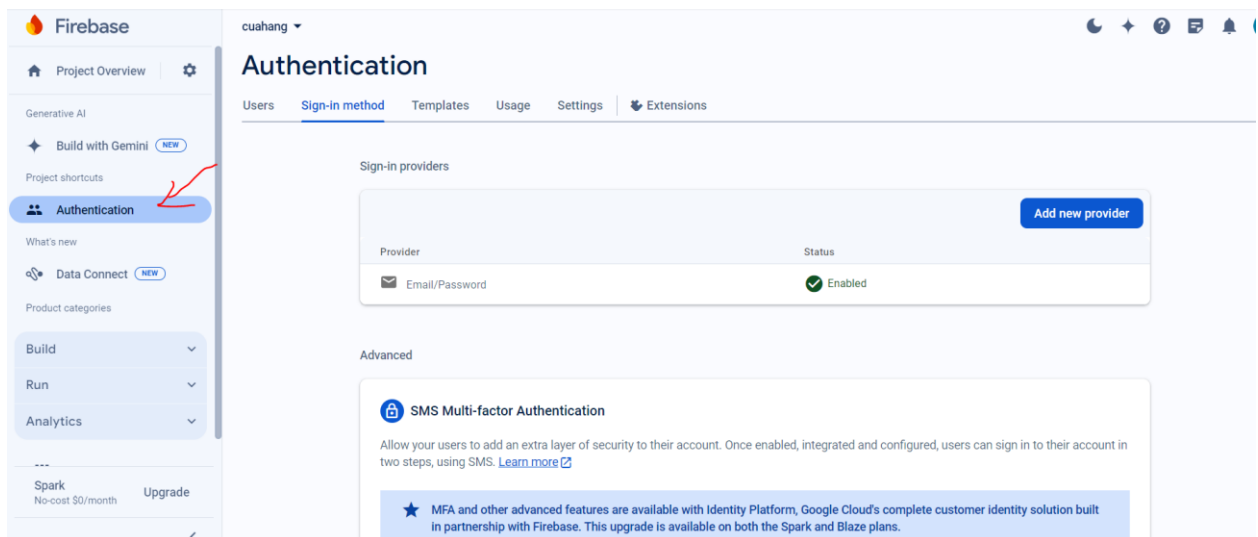 Firebase
Project Overview
Generative AI
Build with Gemini NEW
Project shortcuts
Authentication
What's new
Data Connect NEW
Product categories
Build
Run
Analytics
Spark
No-cost $0/month
Upgrade
cuahang
Authentication
Users Sign-in method Templates Usage Settings Extensions
Sign-in providers
Add new provider
Provider Status
Email/Password Enabled
Advanced
SMS Multi-factor Authentication
Allow your users to add an extra layer of security to their account. Once enabled, integrated and configured, users can sign in to their account in
two steps, using SMS. Learn more
MFA and other advanced features are available with Identity Platform, Google Cloud's complete customer identity solution built
in partnership with Firebase. This upgrade is available on both the Spark and Blaze plans.